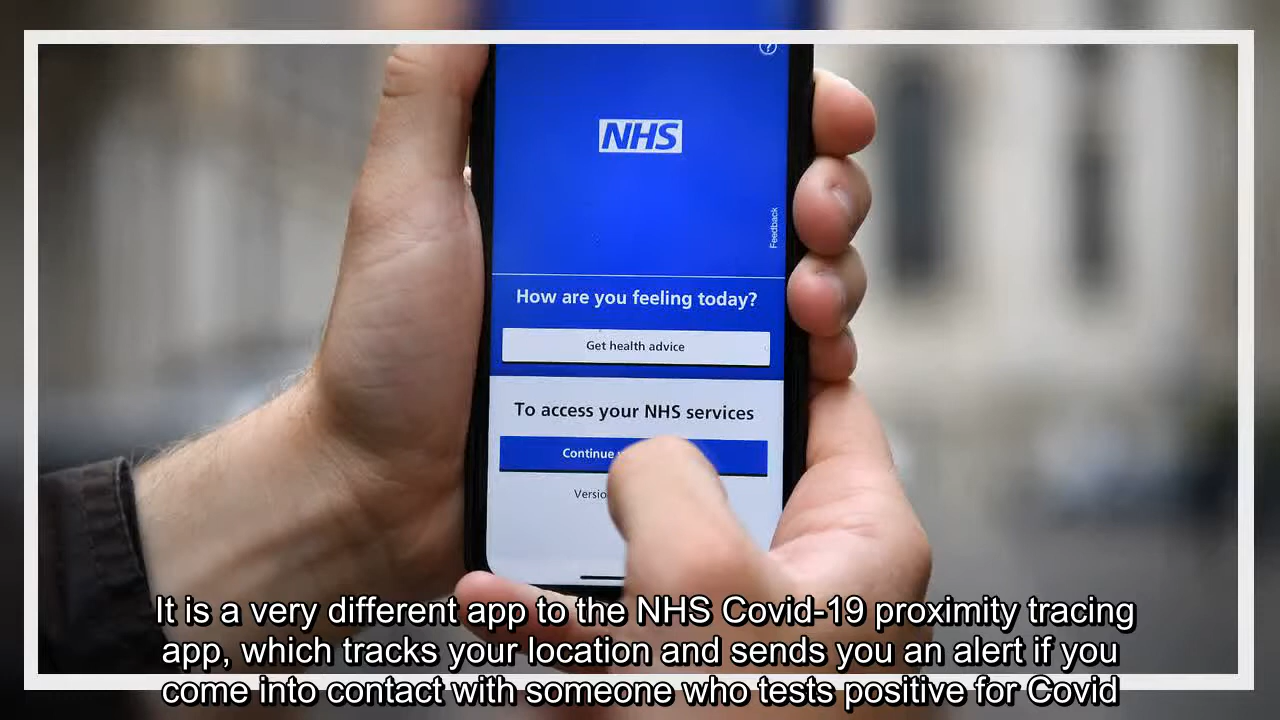 ?
NHS
Feedback
How are you feeling today?
Get health advice
To access your NHS services
Continue
It is a very different app to the NHS Covid-19 proximity tracing
app, which tracks your location and sends you an alert if you
come into contact with someone who tests positive for Covid